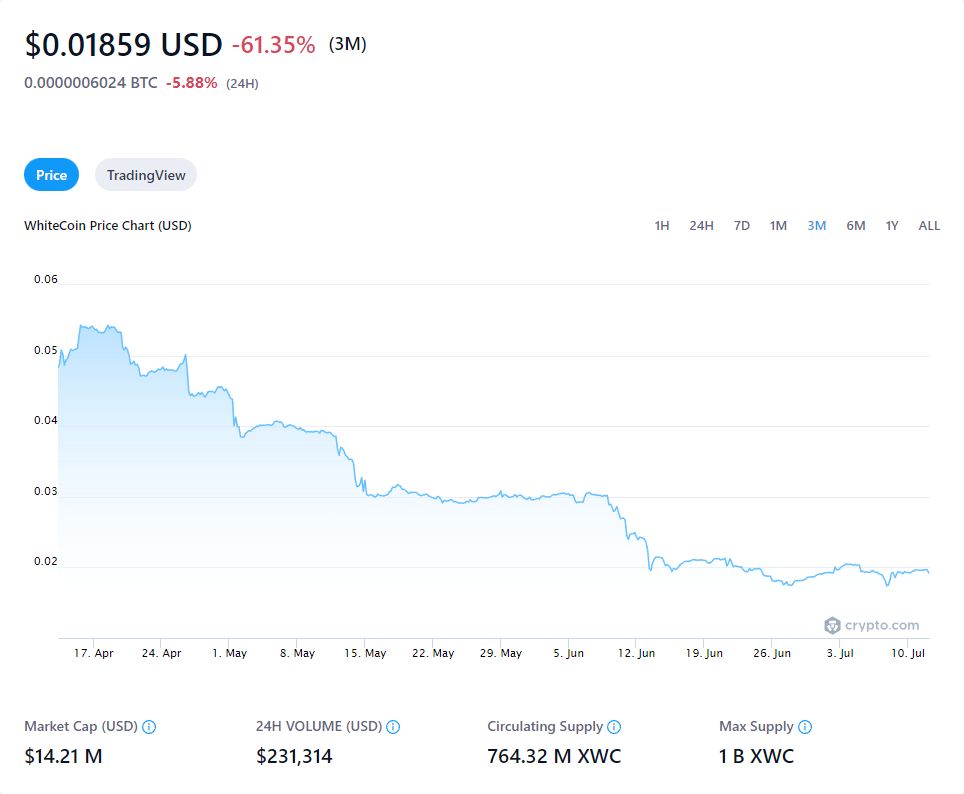 $0.01859 USD -61.35% (3M)
0.0000006024 BTC -5.88% (24H)
Price TradingView
WhiteCoin Price Chart (USD) 1H 24H 7D 1M 3M 6M 1Y ALL
0.06
0.05
0.04
0.03
0.02
crypto.com
17. Apr 24. Apr 1. May 8. May 15. May 22. May 29. May 5. Jun 12. Jun 19. Jun 26. Jun 3. Jul 10. Jul
Market Cap (USD) 24H VOLUME (USD) Circulating Supply Max Supply
$14.21 M $231,314 764.32 M XWC 1 B XWC